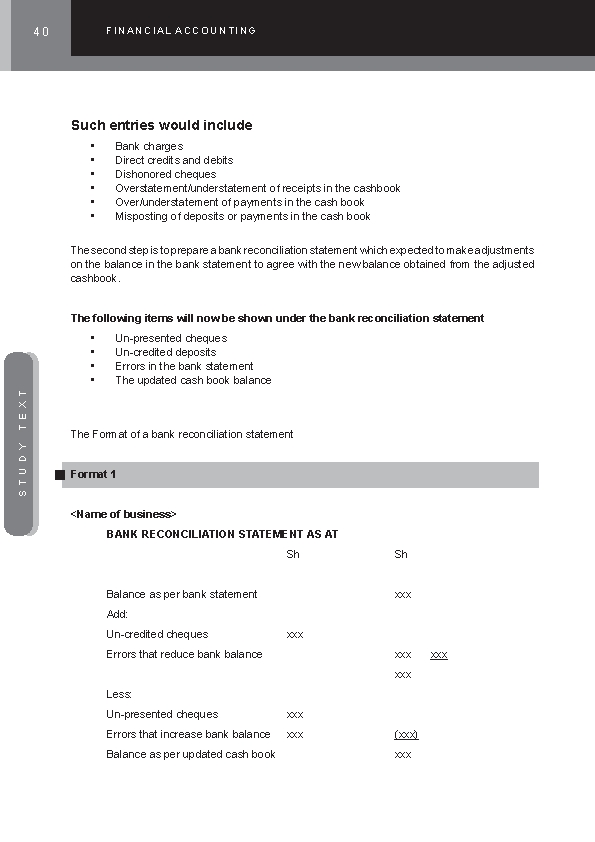 40
FINANCIAL ACCOUNTING
Such entries would include
• Bank charges
• Direct credits and debits
• Dishonored cheques
• Overstatement/understatement of receipts in the cashbook
• Over/understatement of payments in the cash book
• Misposting of deposits or payments in the cash book
The second step is to prepare a bank reconciliation statement which expected to make adjustments
on the balance in the bank statement to agree with the new balance obtained from the adjusted
cashbook.
The following items will now be shown under the bank reconciliation statement
• Un-presented cheques
• Un-credited deposits
• Errors in the bank statement
• The updated cash book balance
STUDY TEXT
The Format of a bank reconciliation statement
Format 1
<Name of business>
BANK RECONCILIATION STATEMENT AS AT
Sh Sh
Balance as per bank statement xxx
Add:
Un-credited cheques xxx
Errors that reduce bank balance xxx xxx
xxx
Less:
Un-presented cheques xxx
Errors that increase bank balance xxx (xxx)
Balance as per updated cash book xxx